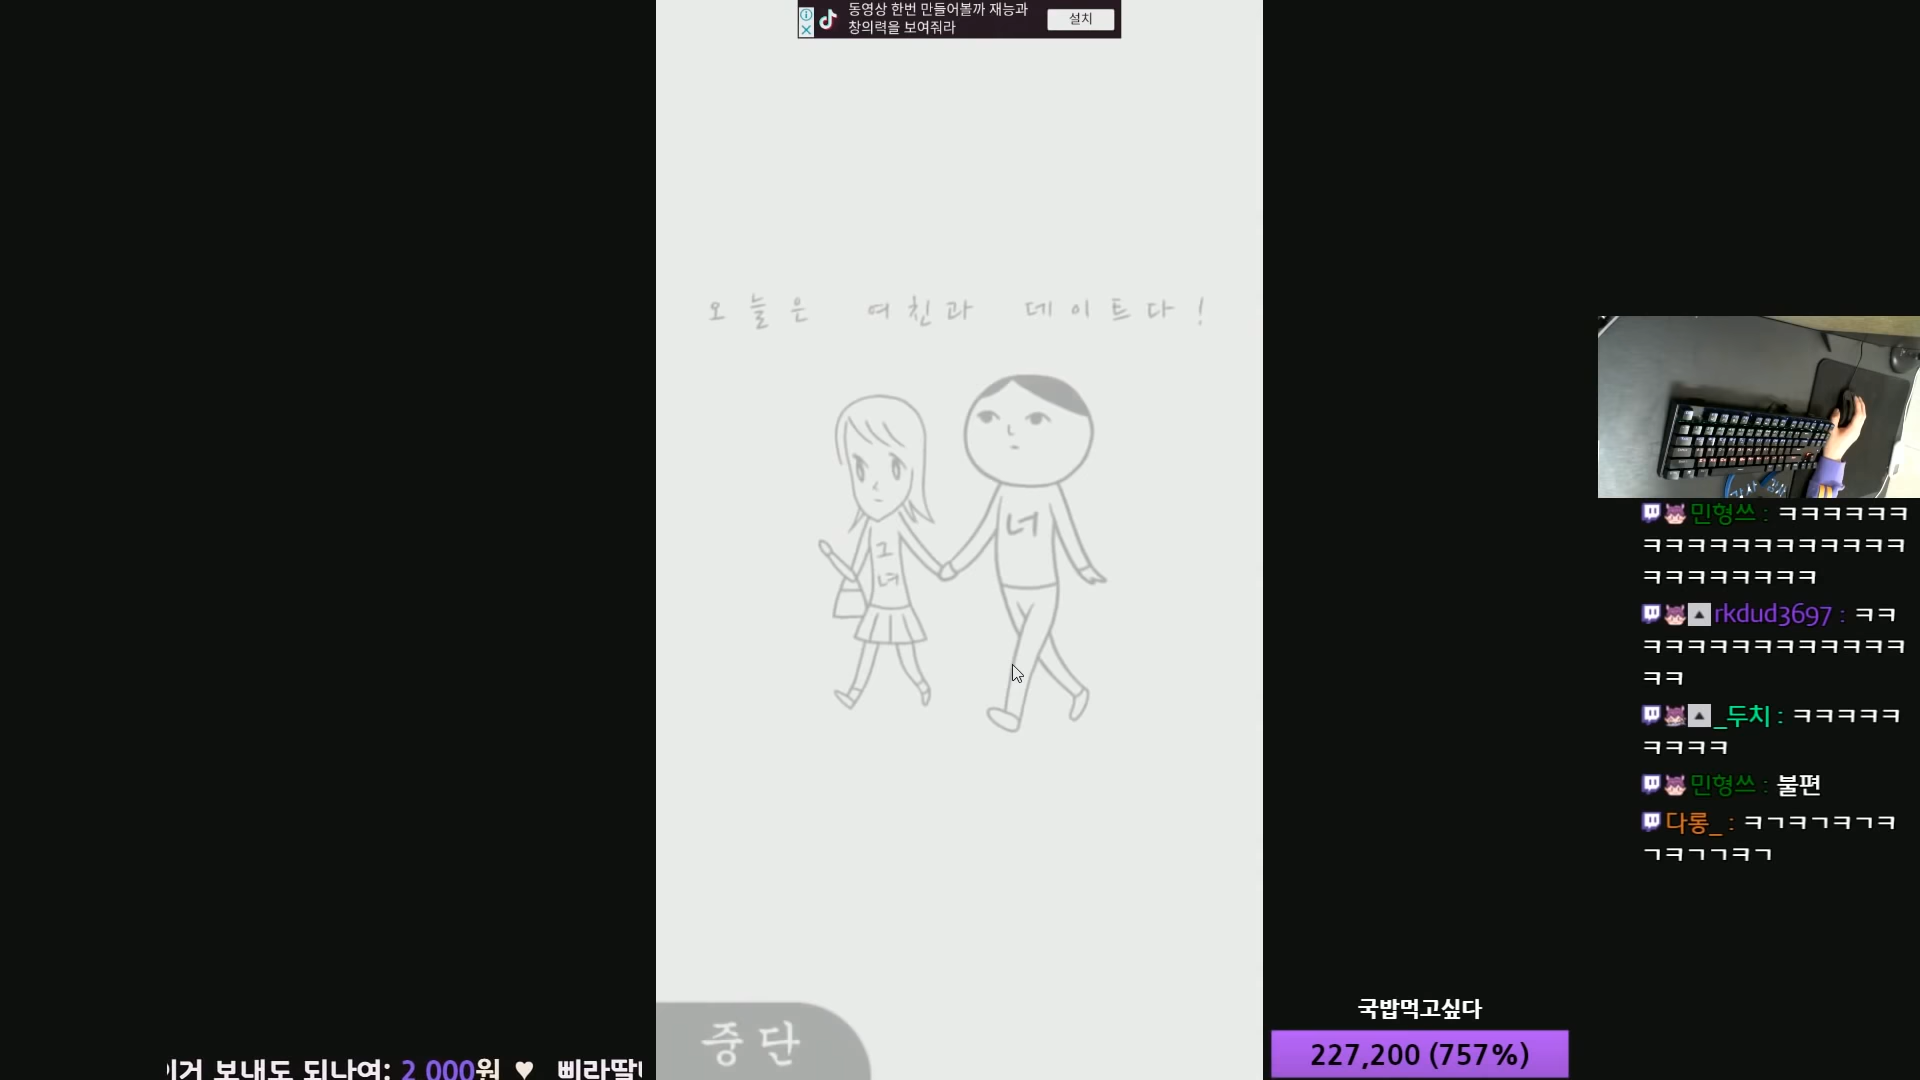 동영상 한번 만들어볼까 재능과
창의력을 보여줘라
설치
오늘은 여친과 데이트다!
너
그
녀
중단
민형쓰 : ㅋㅋㅋㅋㅋㅋ
ㅋㅋㅋㅋㅋㅋㅋㅋㅋㅋㅋㅋ
ㅋㅋㅋㅋㅋㅋㅋㅋ
rkdud3697 : ㅋㅋ
ㅋㅋㅋㅋㅋㅋㅋㅋㅋㅋㅋㅋ
ㅋㅋ
_두치 : ㅋㅋㅋㅋㅋ
ㅋㅋㅋㅋ
민형쓰 : 불편
다롱_ : ㅋㄱㅋㄱㅋㄱㅋ
ㄱㅋㄱㄱㅋㄱ
국밥먹고싶다
227,200 (757%)
보내도 되나여: 2,000원 ♥ 삐라딸